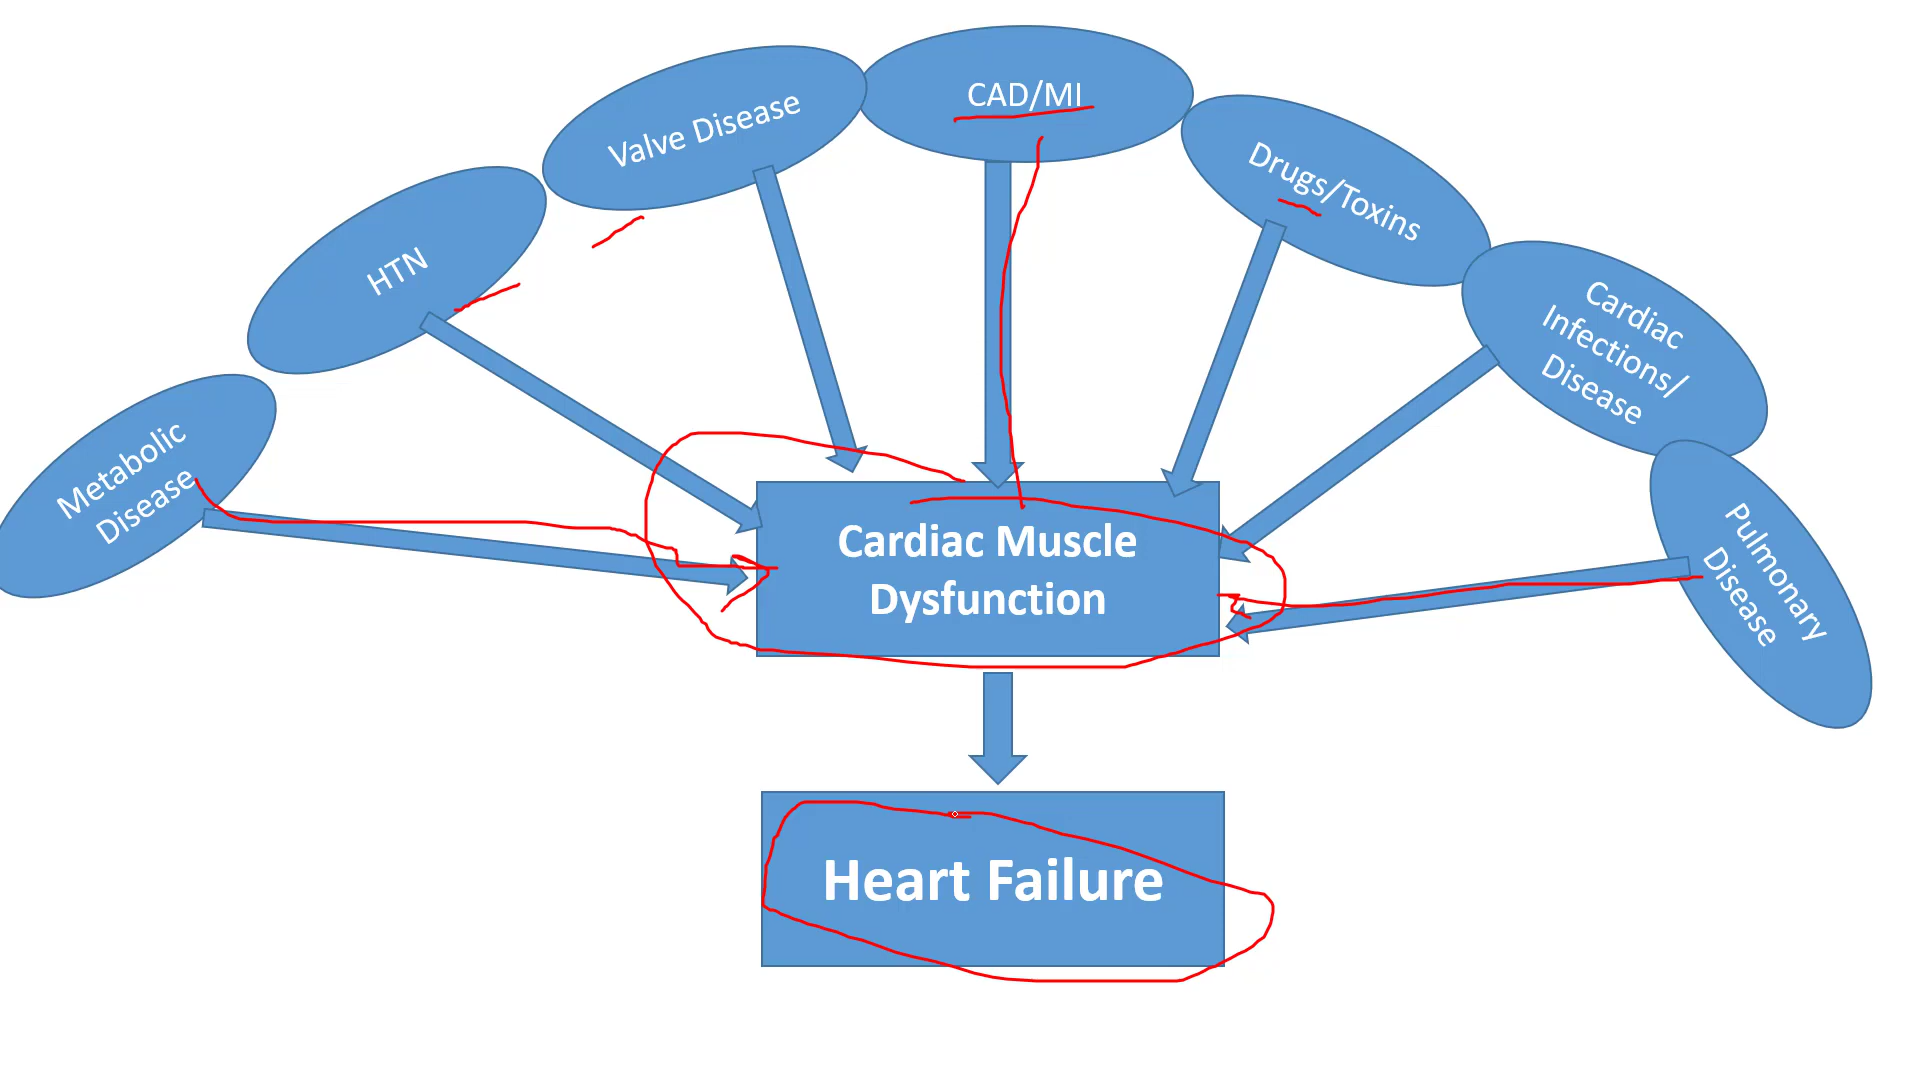 CAD/MI
Valve Disease
Drugs/Toxins
HTN
Cardiac
Infections/
Disease
Metabolic
Disease
Pulmonary
Disease
Cardiac Muscle
Dysfunction
Heart Failure